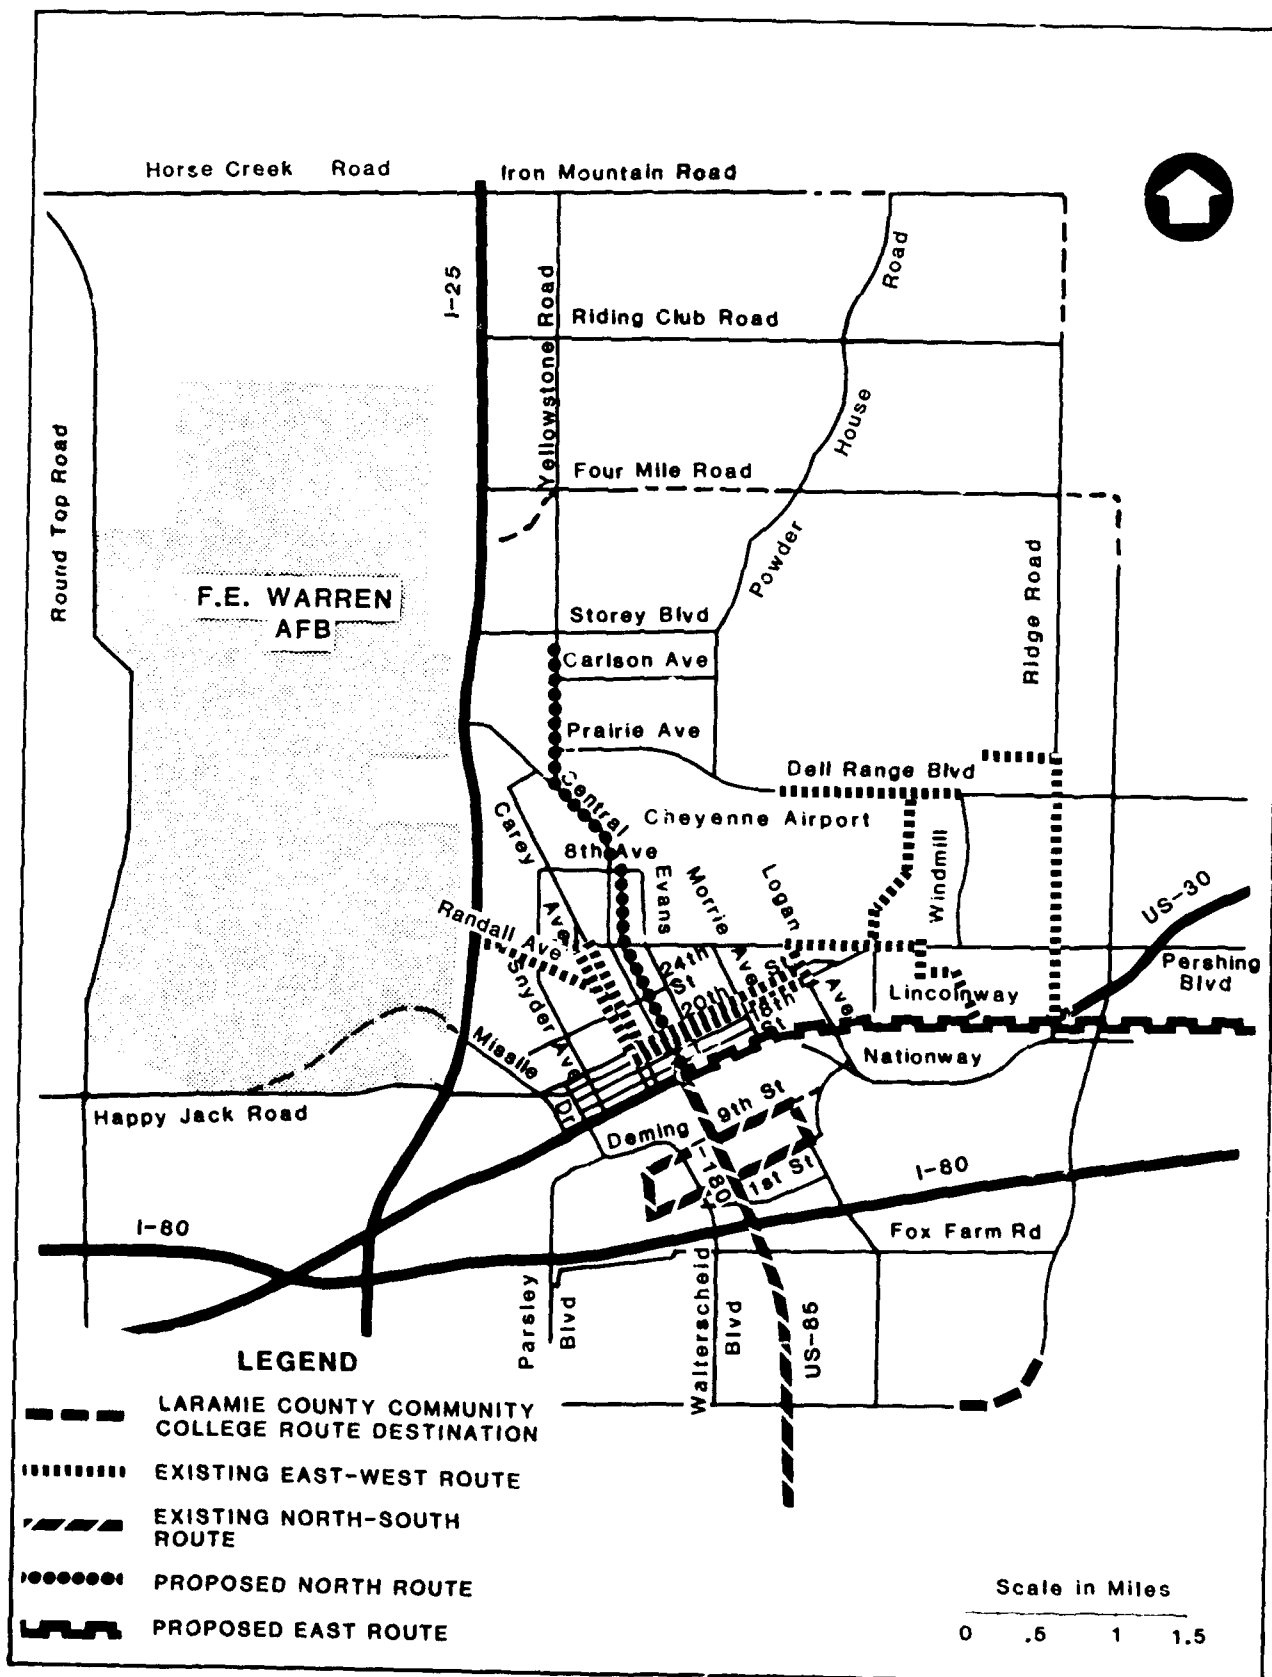 Horse Creek Road
Iron Mountain Road
I-25
Yellowstone Road
Riding Club Road
Powder House Road
Four Mile Road
Round Top Road
Ridge Road
F.E. WARREN
AFB
Storey Blvd
Carlson Ave
Prairie Ave
Dell Range Blvd
Central
Cheyenne Airport
Carey Ave
8th Ave
Evans
Morrie Ave
Logan Ave
Windmill
US-30
Randall Ave
Snyder Ave
24th St
20th St
18th St
Pershing
Blvd
Lincolnway
Missile Dr
Nationway
Happy Jack Road
Deming
9th St
I-180
1st St
I-80
I-80
Fox Farm Rd
Parsley
Blvd
Walterscheid
Blvd
US-85
LEGEND
LARAMIE COUNTY COMMUNITY
COLLEGE ROUTE DESTINATION
EXISTING EAST-WEST ROUTE
EXISTING NORTH-SOUTH
ROUTE
PROPOSED NORTH ROUTE
PROPOSED EAST ROUTE
Scale in Miles
0 .5 1 1.5